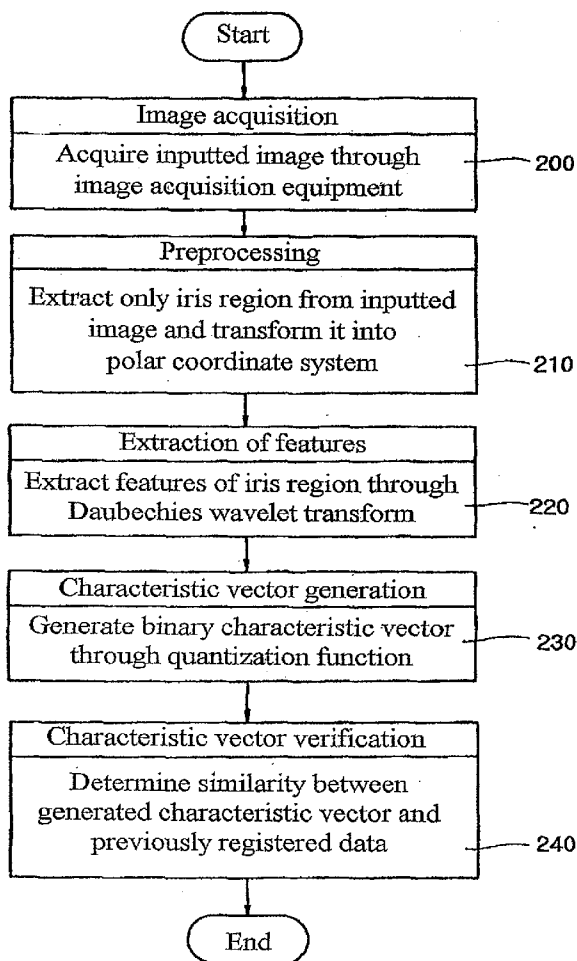 Start
Image acquisition
Acquire inputted image through
image acquisition equipment
200
Preprocessing
Extract only iris region from inputted
image and transform it into
polar coordinate system
210
Extraction of features
Extract features of iris region through
Daubechies wavelet transform
220
Characteristic vector generation
Generate binary characteristic vector
through quantization function
230
Characteristic vector verification
Determine similarity between
generated characteristic vector and
previously registered data
240
End